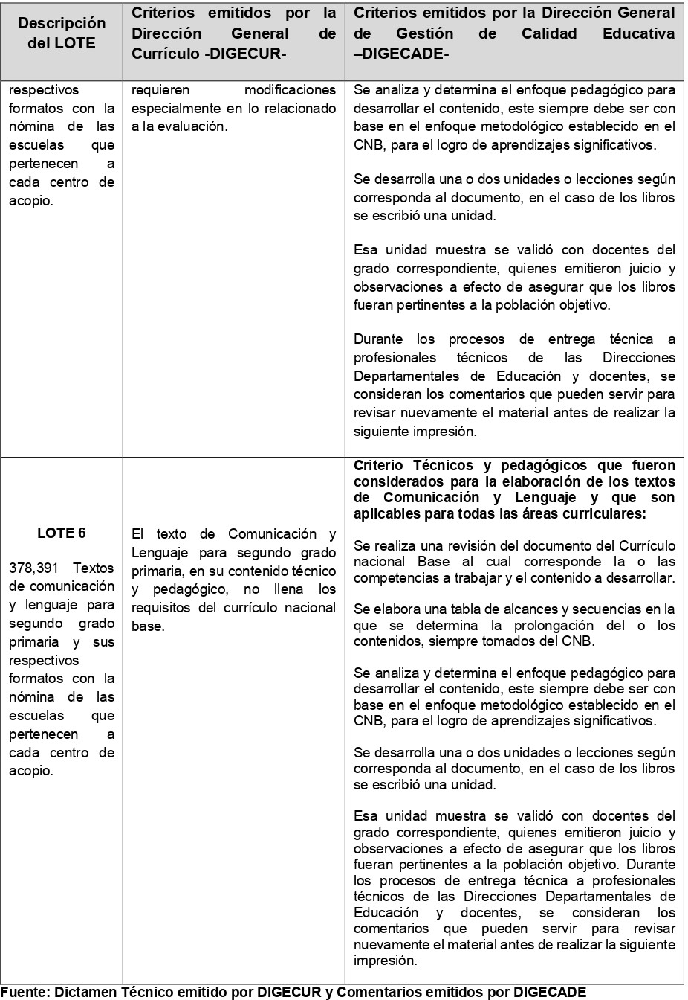 Descripción
del LOTE
Criterios emitidos por la
Dirección General de
Currículo -DIGECUR-
Criterios emitidos por la Dirección General
de Gestión de Calidad Educativa
–DIGECADE-
respectivos
formatos con la
nómina de las
escuelas que
pertenecen a
cada centro de
acopio.
requieren modificaciones
especialmente en lo relacionado
a la evaluación.
Se analiza y determina el enfoque pedagógico para
desarrollar el contenido, este siempre debe ser con
base en el enfoque metodológico establecido en el
CNB, para el logro de aprendizajes significativos.
Se desarrolla una o dos unidades o lecciones según
corresponda al documento, en el caso de los libros
se escribió una unidad.
Esa unidad muestra se validó con docentes del
grado correspondiente, quienes emitieron juicio y
observaciones a efecto de asegurar que los libros
fueran pertinentes a la población objetivo.
Durante los procesos de entrega técnica a
profesionales técnicos de las Direcciones
Departamentales de Educación y docentes, se
consideran los comentarios que pueden servir para
revisar nuevamente el material antes de realizar la
siguiente impresión.
LOTE 6
378,391 Textos
de comunicación
y lenguaje para
segundo grado
primaria y sus
respectivos
formatos con la
nómina de las
escuelas que
pertenecen a
cada centro de
acopio.
El texto de Comunicación y
Lenguaje para segundo grado
primaria, en su contenido técnico
y pedagógico, no llena los
requisitos del currículo nacional
base.
Criterio Técnicos y pedagógicos que fueron
considerados para la elaboración de los textos
de Comunicación y Lenguaje y que son
aplicables para todas las áreas curriculares:
Se realiza una revisión del documento del Currículo
nacional Base al cual corresponde la o las
competencias a trabajar y el contenido a desarrollar.
Se elabora una tabla de alcances y secuencias en la
que se determina la prolongación del o los
contenidos, siempre tomados del CNB.
Se analiza y determina el enfoque pedagógico para
desarrollar el contenido, este siempre debe ser con
base en el enfoque metodológico establecido en el
CNB, para el logro de aprendizajes significativos.
Se desarrolla una o dos unidades o lecciones según
corresponda al documento, en el caso de los libros
se escribió una unidad.
Esa unidad muestra se validó con docentes del
grado correspondiente, quienes emitieron juicio y
observaciones a efecto de asegurar que los libros
fueran pertinentes a la población objetivo. Durante
los procesos de entrega técnica a profesionales
técnicos de las Direcciones Departamentales de
Educación y docentes, se consideran los
comentarios que pueden servir para revisar
nuevamente el material antes de realizar la siguiente
impresión.
Fuente: Dictamen Técnico emitido por DIGECUR y Comentarios emitidos por DIGECADE